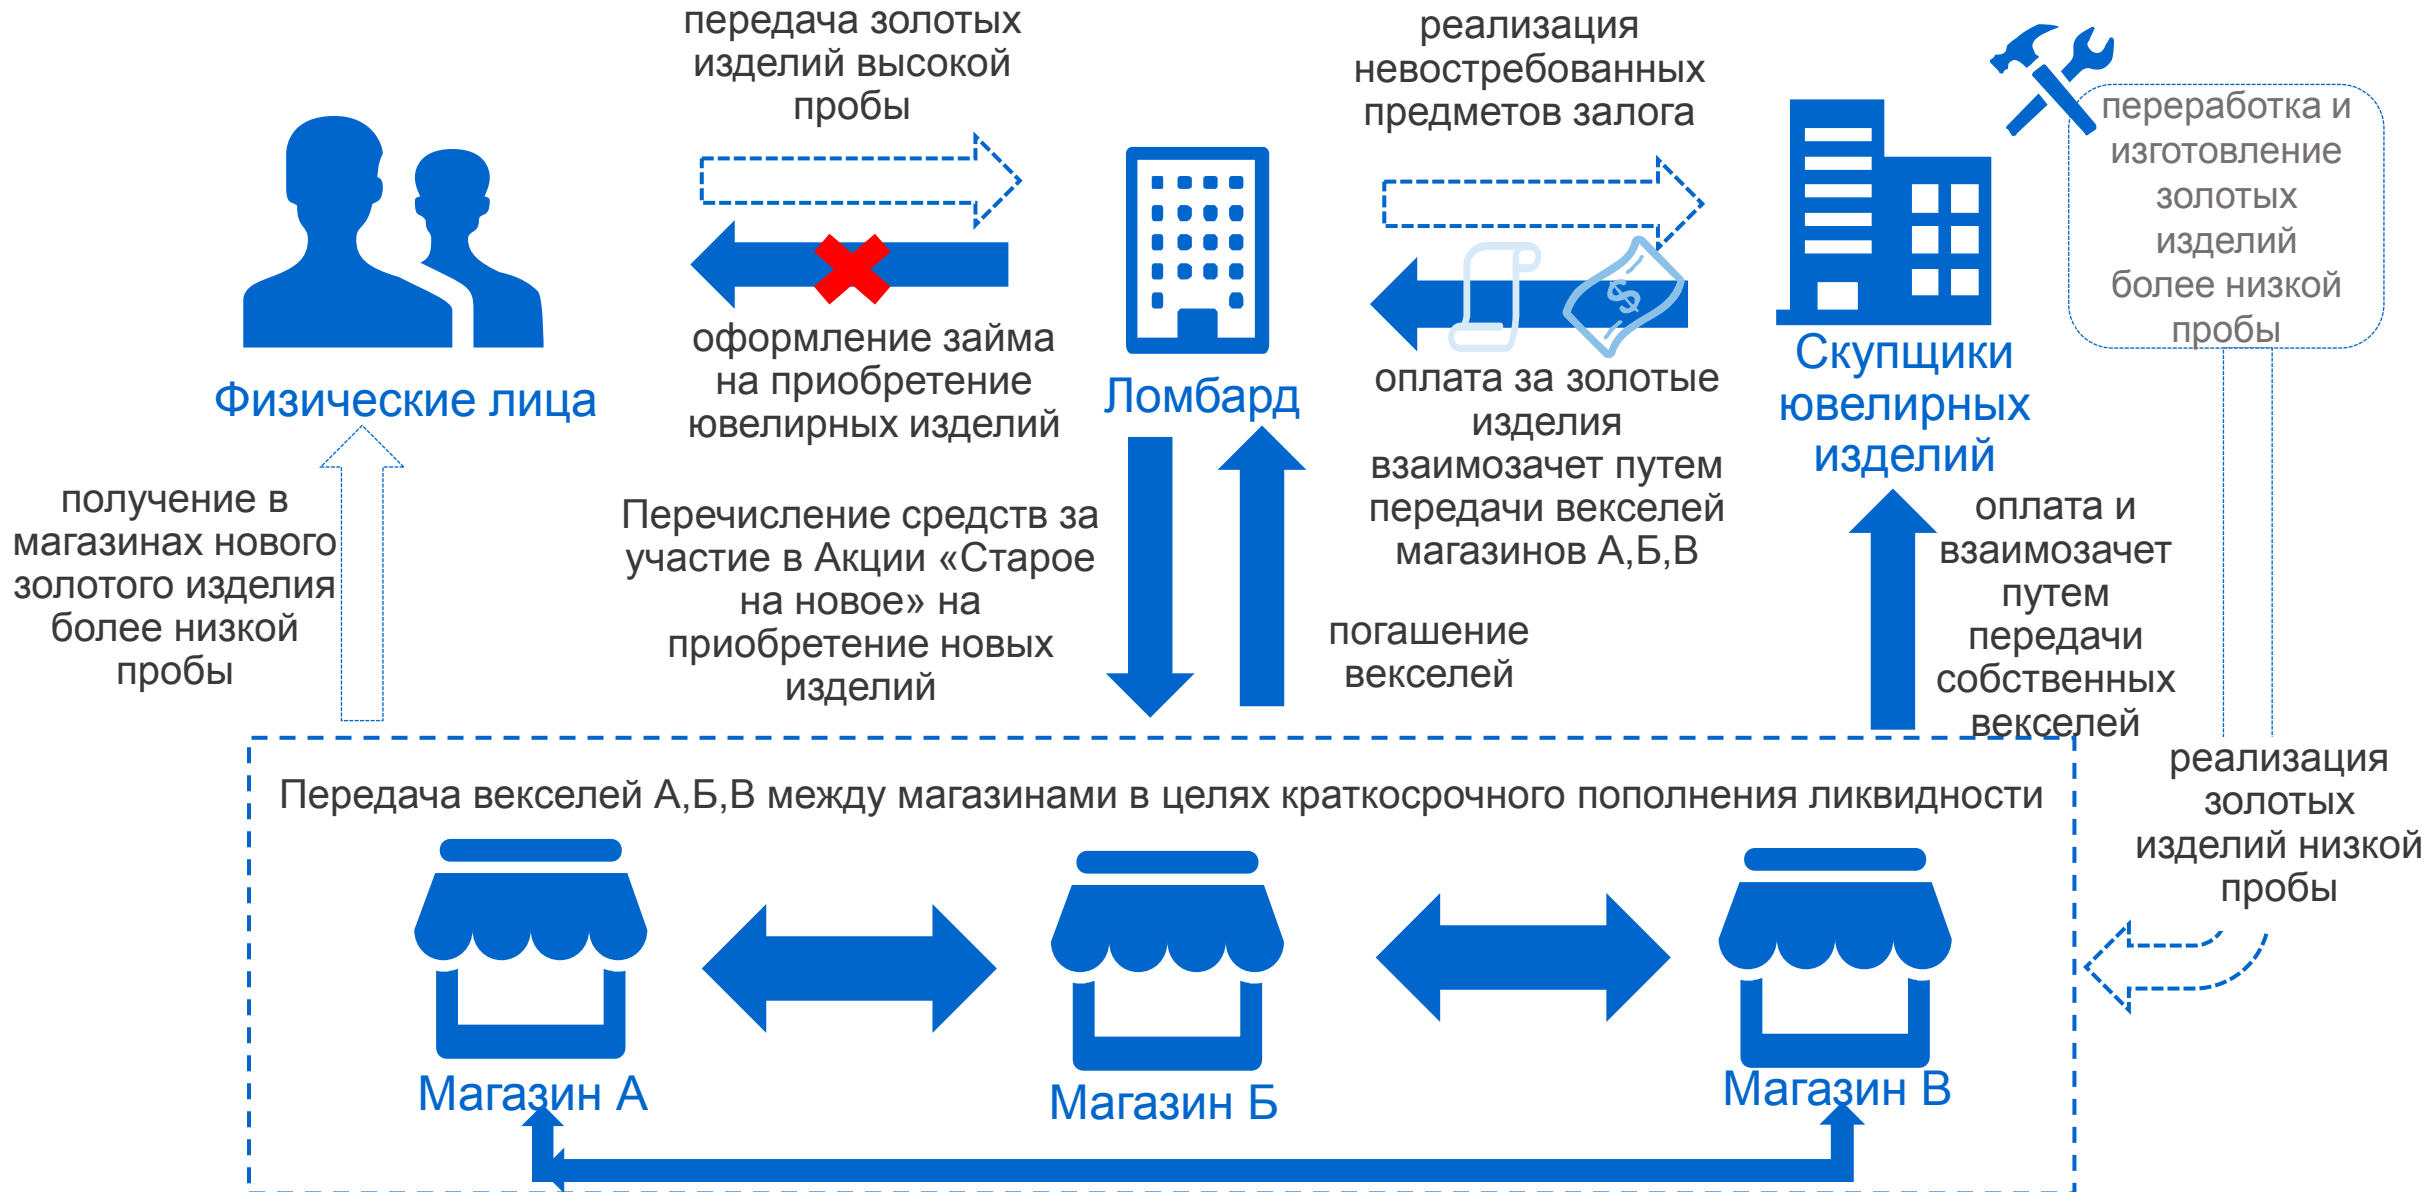 передача золотых
изделий высокой
пробы
реализация
невостребованных
предметов залога
переработка и
изготовление
золотых
изделий
более низкой
пробы
$
Физические лица
оформление займа
на приобретение
ювелирных изделий
Ломбард
оплата за золотые
изделия
взаимозачет путем
передачи векселей
магазинов А,Б,В
Скупщики
ювелирных
изделий
получение в
магазинах нового
золотого изделия
более низкой
пробы
Перечисление средств за
участие в Акции «Старое
на новое» на
приобретение новых
изделий
погашение
векселей
оплата и
взаимозачет
путем
передачи
собственных
векселей
реализация
золотых
изделий низкой
пробы
Передача векселей А,Б,В между магазинами в целях краткосрочного пополнения ликвидности
Магазин А
Магазин Б
Магазин В